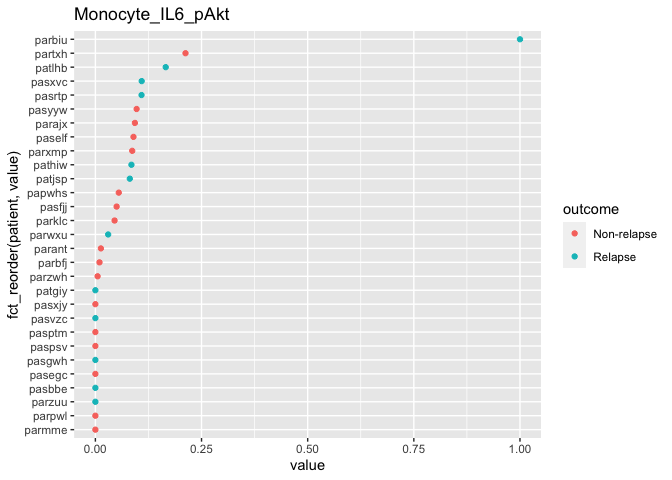 Monocyte_IL6_pAkt
fct_reorder(patient, value)
parbiu
partxh
patlhb
pasxvc
pasrtp
pasyyw
parajx
paself
parxmp
pathiw
patjsp
papwhs
pasfjj
parklc
parwxu
parant
parbfj
parzwh
patgiy
pasxjy
pasvzc
pasptm
paspsv
pasgwh
pasegc
pasbbe
parzuu
parpwl
parmme
0.00 0.25 0.50 0.75 1.00
value
outcome
Non-relapse
Relapse